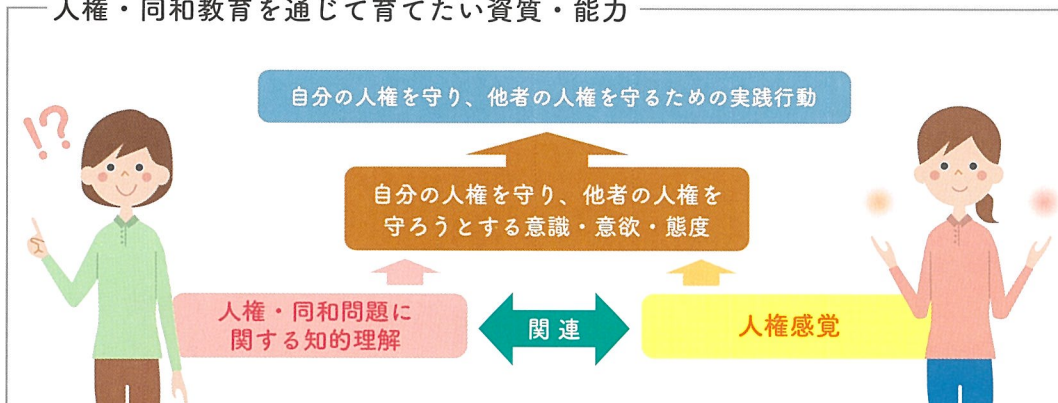 人権・同和教育を通じて育てたい資質・能力
!?
自分の人権を守り、他者の人権を守るための実践行動
自分の人権を守り、他者の人権を
守ろうとする意識・意欲・態度
人権・同和問題に
関する知的理解
関連
人権感覚